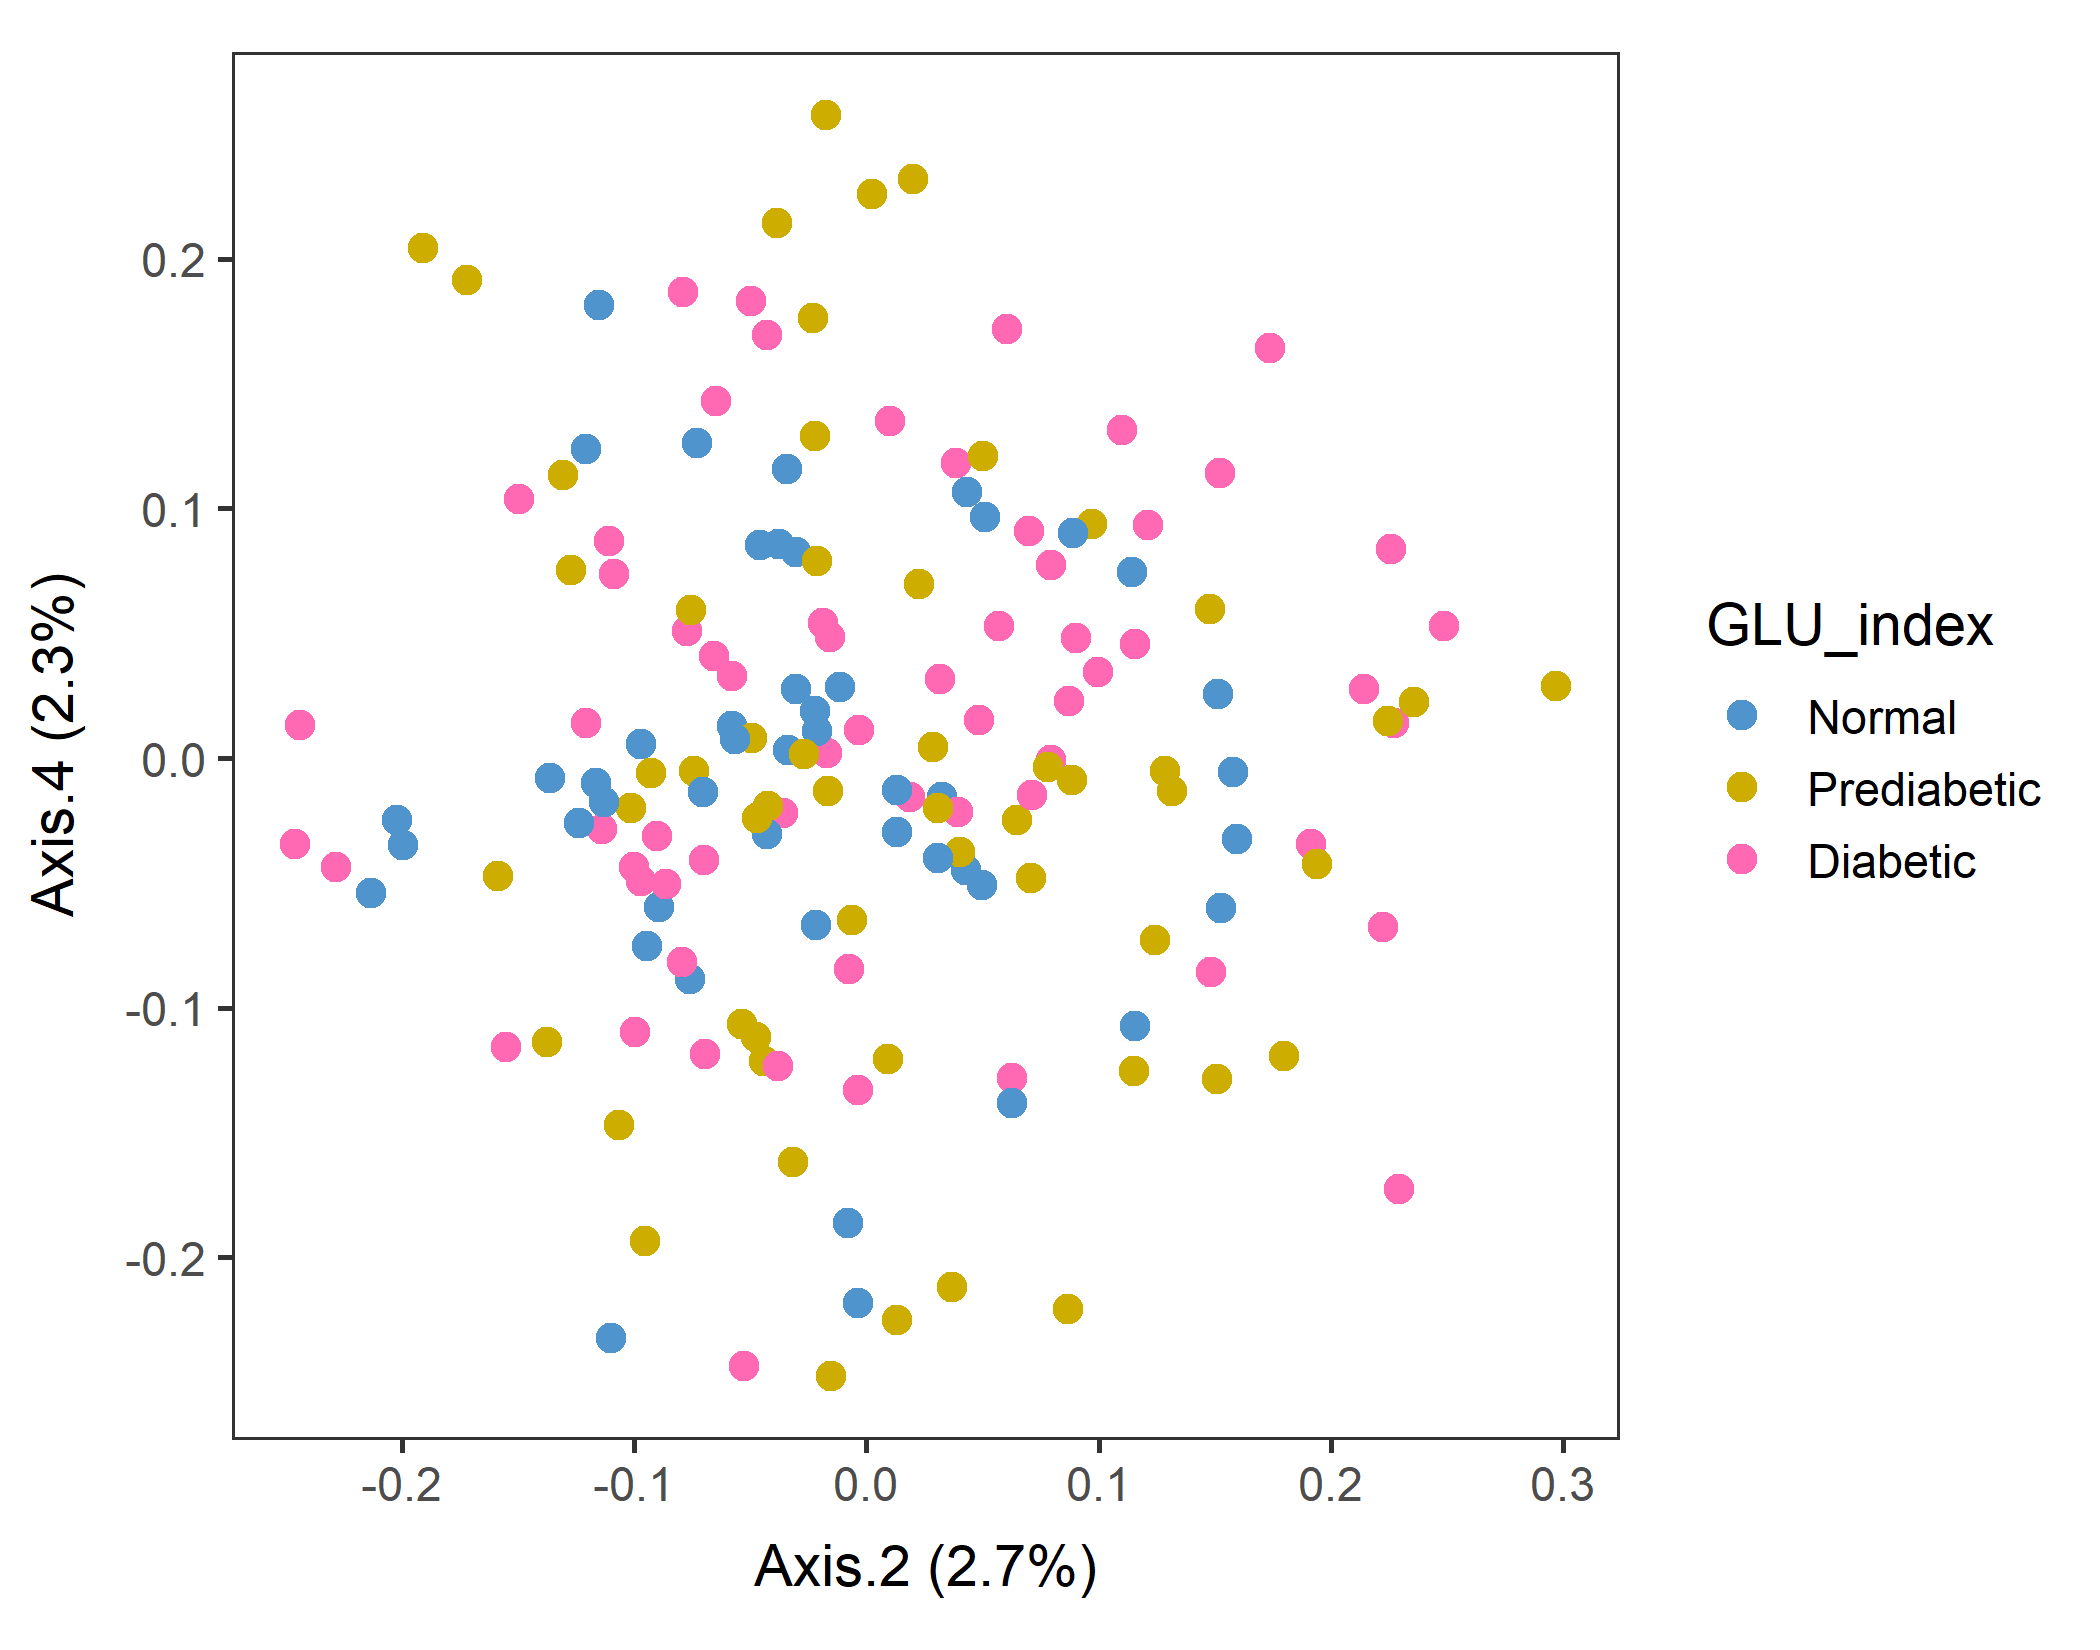 0.2
0.1
0.0
-0.1
-0.2
Axis.4 (2.3%)
-0.2 -0.1 0.0 0.1 0.2 0.3
Axis.2 (2.7%)
GLU_index
Normal
Prediabetic
Diabetic